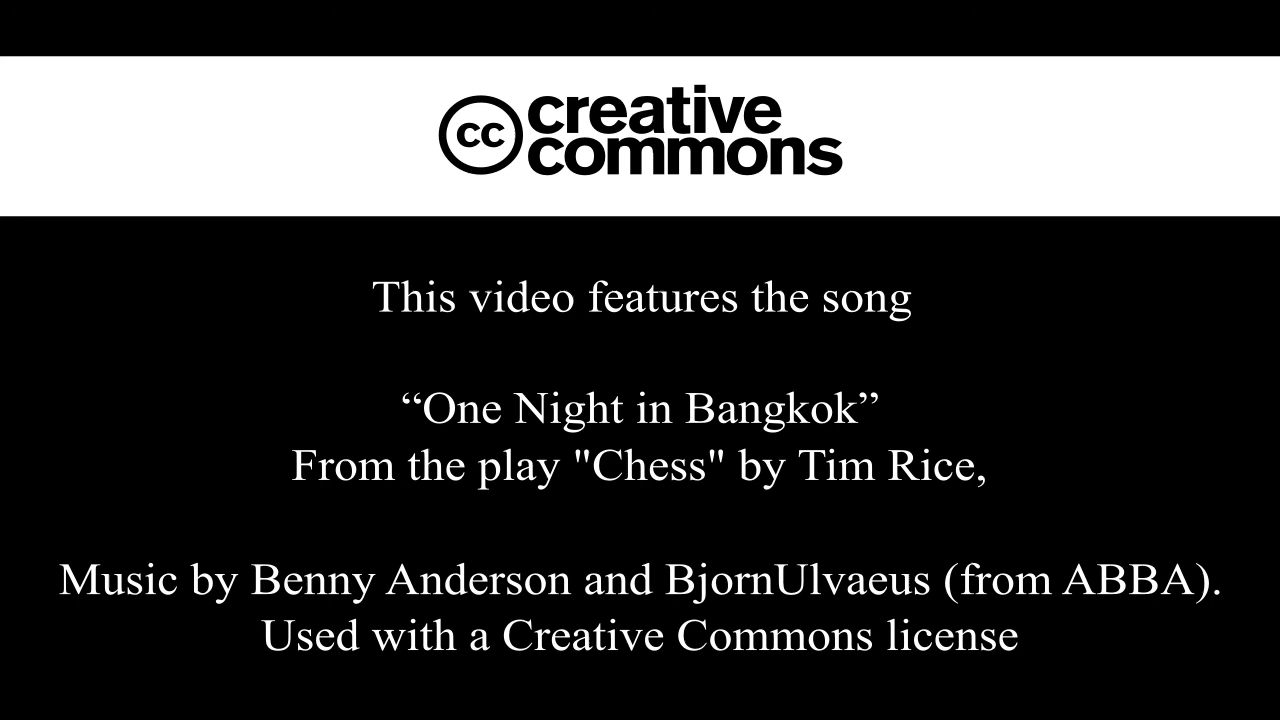 cc creative
commons
This video features the song
“One Night in Bangkok”
From the play "Chess" by Tim Rice,
Music by Benny Anderson and BjornUlvaeus (from ABBA).
Used with a Creative Commons license